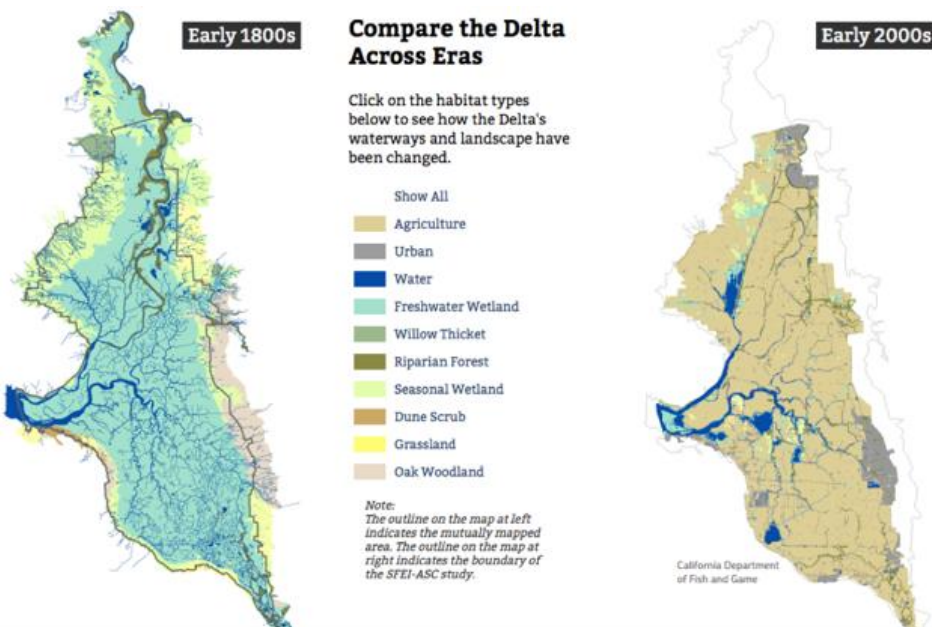 Early 1800s
Compare the Delta
Across Eras
Click on the habitat types
below to see how the Delta's
waterways and landscape have
been changed.
Show All
Agriculture
Urban
Water
Freshwater Wetland
Willow Thicket
Riparian Forest
Seasonal Wetland
Dune Scrub
Grassland
Oak Woodland
Note:
The outline on the map at left
indicates the mutually mapped
area. The outline on the map at
right indicates the boundary of
the SFEI-ASC study.
Early 2000s
California Department
of Fish and Game